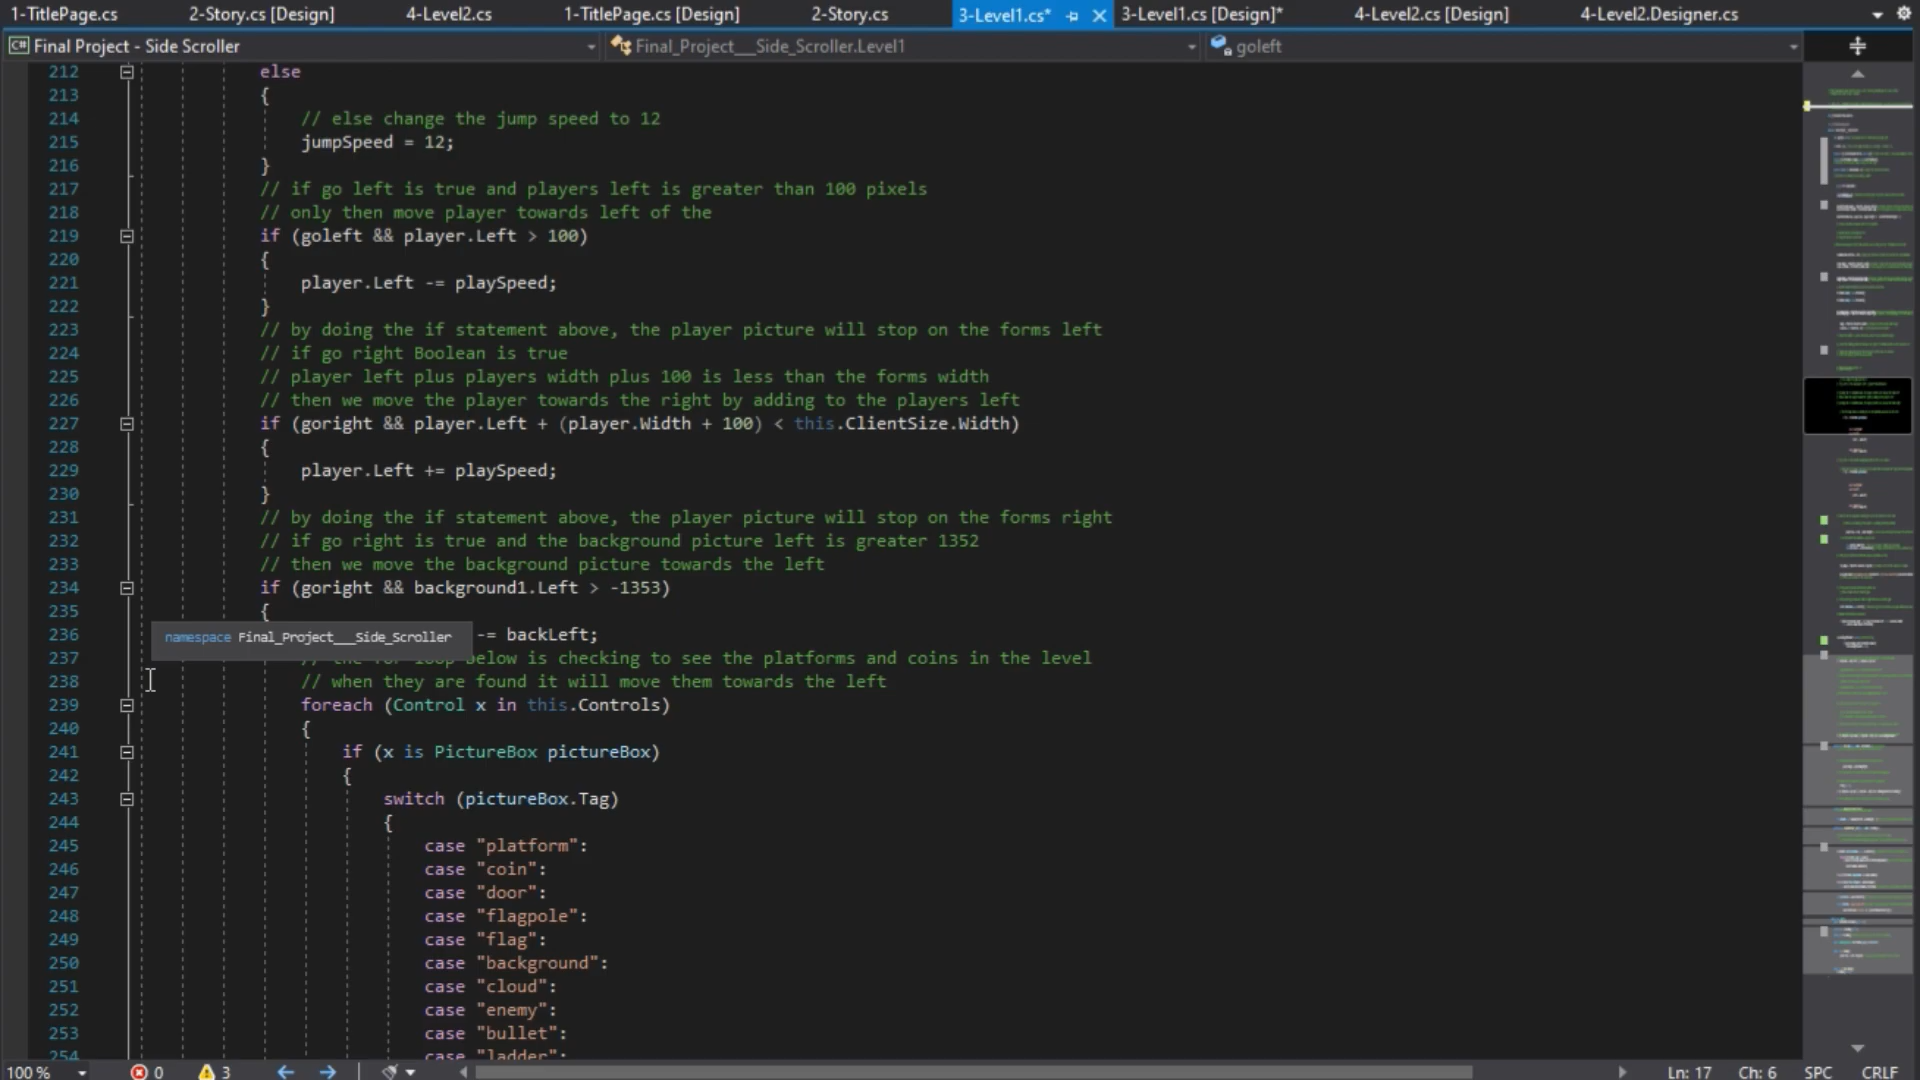 1-TitlePage.cs 2-Story.cs [Design] 4-Level2.cs 1-TitlePage.cs [Design] 2-Story.cs 3-Level1.cs* 3-Level1.cs [Design]* 4-Level2.cs [Design] 4-Level2.Designer.cs
C# Final Project - Side Scroller Final_Project___Side_Scroller.Level1 goleft
212 else
213 {
214 // else change the jump speed to 12
215 jumpSpeed = 12;
216 }
217 // if go left is true and players left is greater than 100 pixels
218 // only then move player towards left of the
219 if (goleft && player.Left > 100)
220 {
221 player.Left -= playSpeed;
222 }
223 // by doing the if statement above, the player picture will stop on the forms left
224 // if go right Boolean is true
225 // player left plus players width plus 100 is less than the forms width
226 // then we move the player towards the right by adding to the players left
227 if (goright && player.Left + (player.Width + 100) < this.ClientSize.Width)
228 {
229 player.Left += playSpeed;
230 }
231 // by doing the if statement above, the player picture will stop on the forms right
232 // if go right is true and the background picture left is greater 1352
233 // then we move the background picture towards the left
234 if (goright && background1.Left > -1353)
235 {
236 namespace Final_Project___Side_Scroller -= backLeft;
237 // the for loop below is checking to see the platforms and coins in the level
238 // when they are found it will move them towards the left
239 foreach (Control x in this.Controls)
240 {
241 if (x is PictureBox pictureBox)
242 {
243 switch (pictureBox.Tag)
244 {
245 case "platform":
246 case "coin":
247 case "door":
248 case "flagpole":
249 case "flag":
250 case "background":
251 case "cloud":
252 case "enemy":
253 case "bullet":
254 case "ladder":
100 % 0 3 Ln: 17 Ch: 6 SPC CRLF